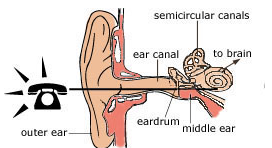 semicircular canals
ear canal
to brain
eardrum
middle ear
outer ear